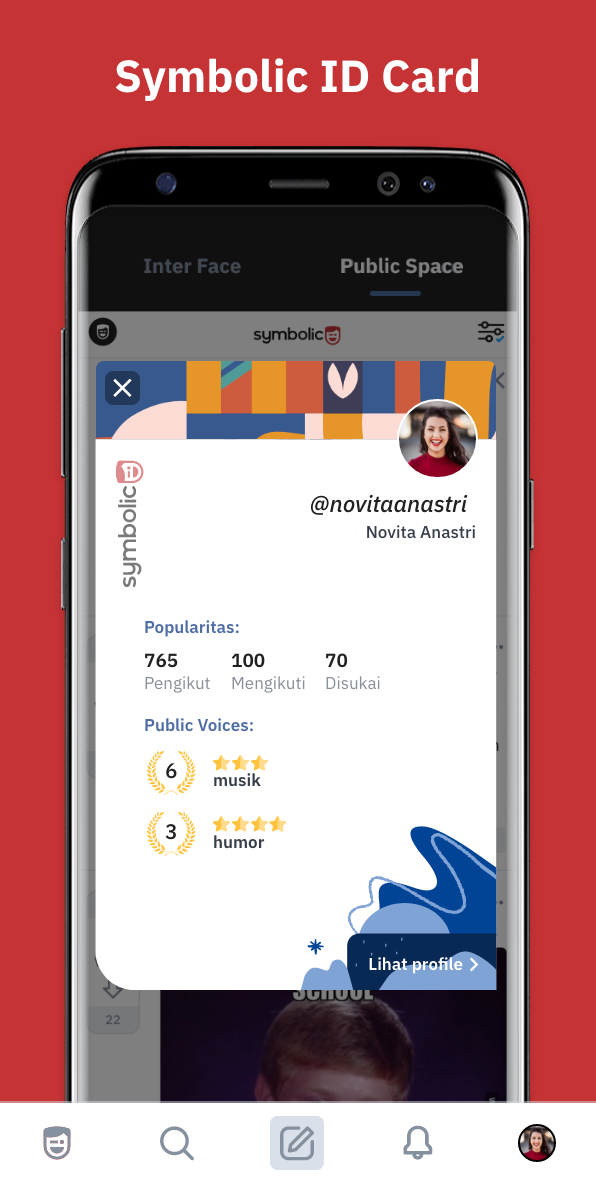 Symbolic ID Card
Inter Face
Public Space
symbolic
symbolic iD
@novitaanastri
Novita Anastri
Popularitas:
765 100 70
Pengikut Mengikuti Disukai
Public Voices:
6
musik
3
humor
Lihat profile
SCHOOL
22